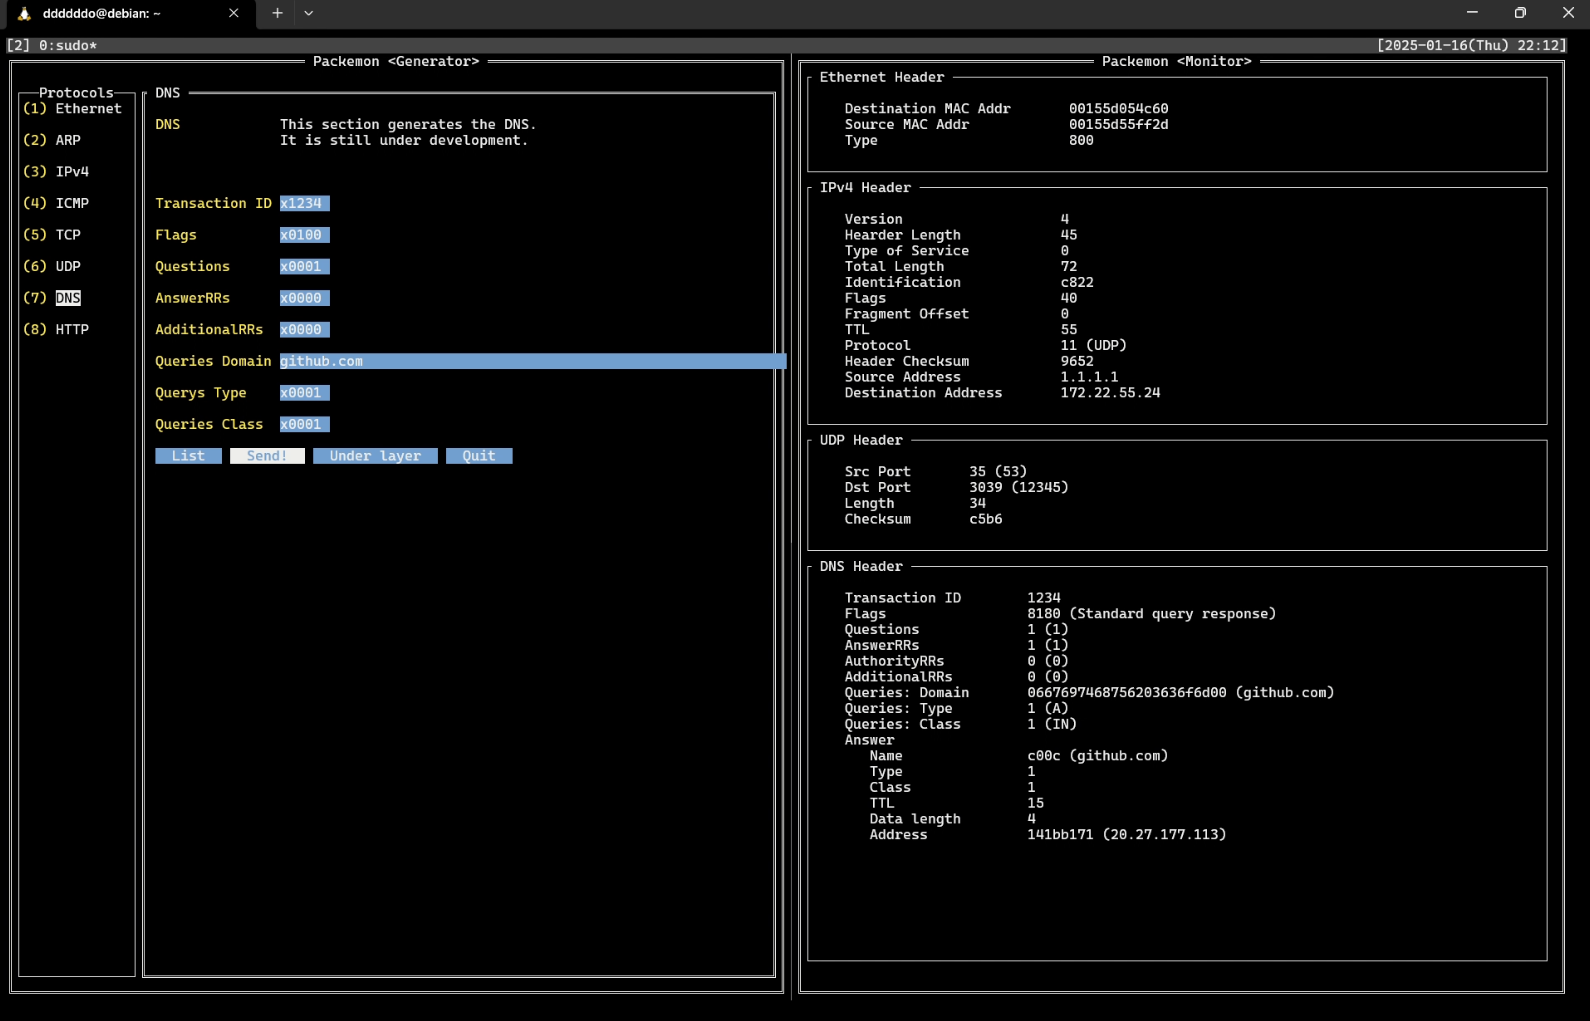 ddddddo@debian: ~
[2] 0:sudo*
[2025-01-16(Thu) 22:12]
Packemon <Generator>
Protocols
(1) Ethernet
(2) ARP
(3) IPv4
(4) ICMP
(5) TCP
(6) UDP
(7) DNS
(8) HTTP
DNS
DNS This section generates the DNS.
It is still under development.
Transaction ID x1234
Flags x0100
Questions x0001
AnswerRRs x0000
AdditionalRRs x0000
Queries Domain github.com
Querys Type x0001
Queries Class x0001
List Send! Under layer Quit
Packemon <Monitor>
Ethernet Header
Destination MAC Addr 00155d054c60
Source MAC Addr 00155d55ff2d
Type 800
IPv4 Header
Version 4
Hearder Length 45
Type of Service 0
Total Length 72
Identification c822
Flags 40
Fragment Offset 0
TTL 55
Protocol 11 (UDP)
Header Checksum 9652
Source Address 1.1.1.1
Destination Address 172.22.55.24
UDP Header
Src Port 35 (53)
Dst Port 3039 (12345)
Length 34
Checksum c5b6
DNS Header
Transaction ID 1234
Flags 8180 (Standard query response)
Questions 1 (1)
AnswerRRs 1 (1)
AuthorityRRs 0 (0)
AdditionalRRs 0 (0)
Queries: Domain 0667697468756203636f6d00 (github.com)
Queries: Type 1 (A)
Queries: Class 1 (IN)
Answer
Name c00c (github.com)
Type 1
Class 1
TTL 15
Data length 4
Address 141bb171 (20.27.177.113)